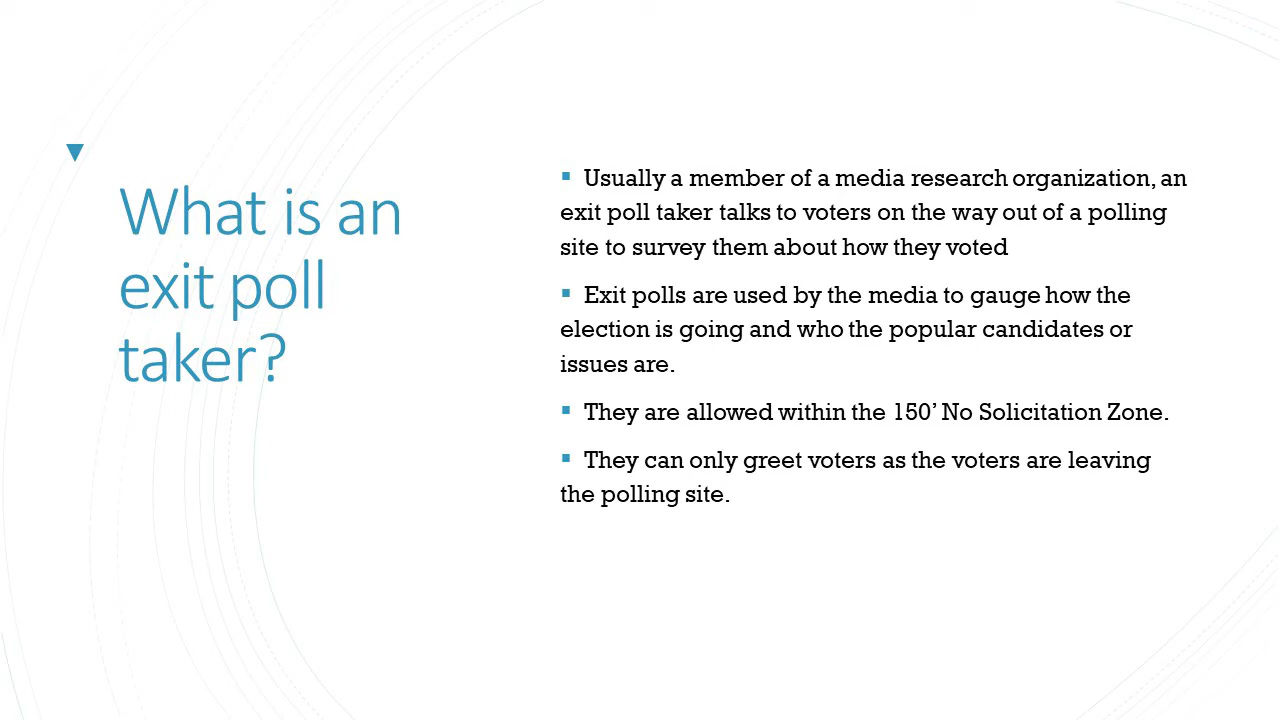 What is an
exit poll
taker?
▪ Usually a member of a media research organization, an
exit poll taker talks to voters on the way out of a polling
site to survey them about how they voted
▪ Exit polls are used by the media to gauge how the
election is going and who the popular candidates or
issues are.
▪ They are allowed within the 150’ No Solicitation Zone.
▪ They can only greet voters as the voters are leaving
the polling site.